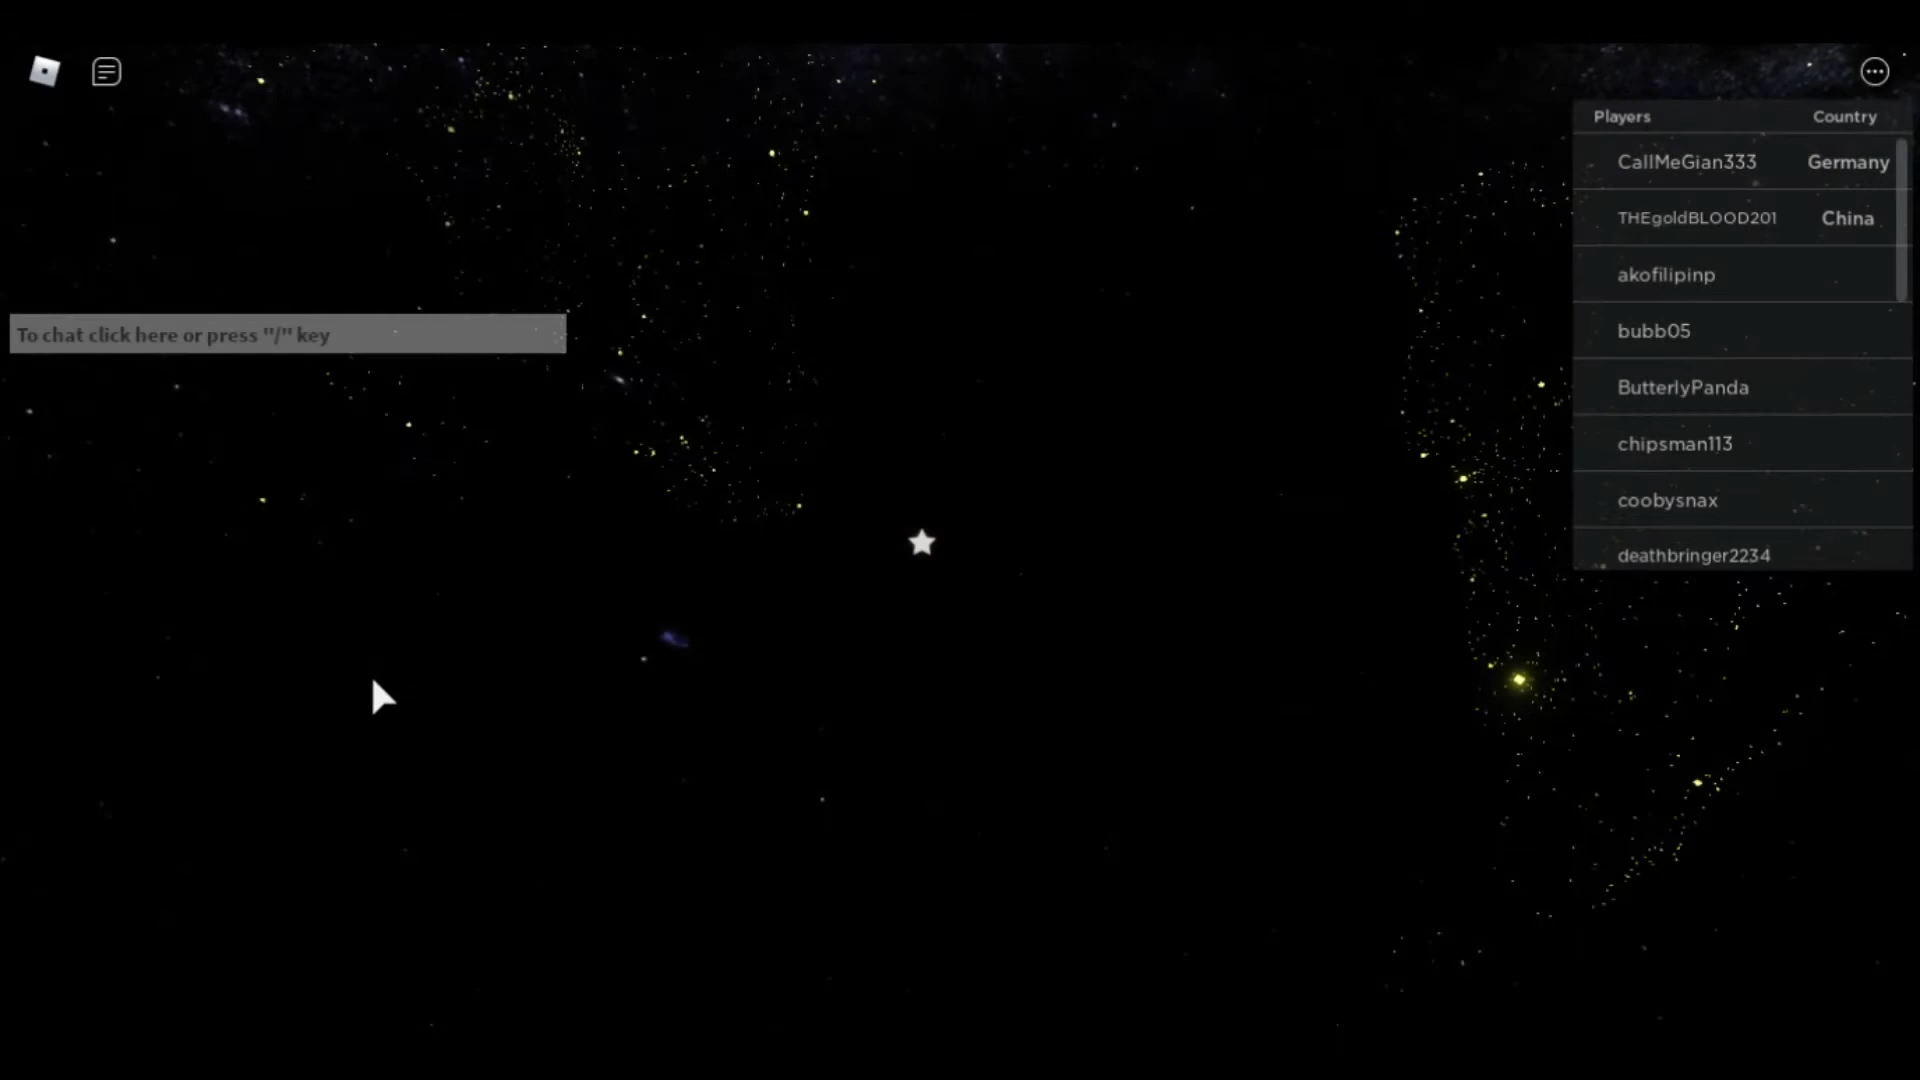 Players Country
CallMeGian333 Germany
THEgoldBLOOD201 China
akofilipinp
To chat click here or press "/" key
bubb05
ButterlyPanda
chipsman113
coobysnax
deathbringer2234